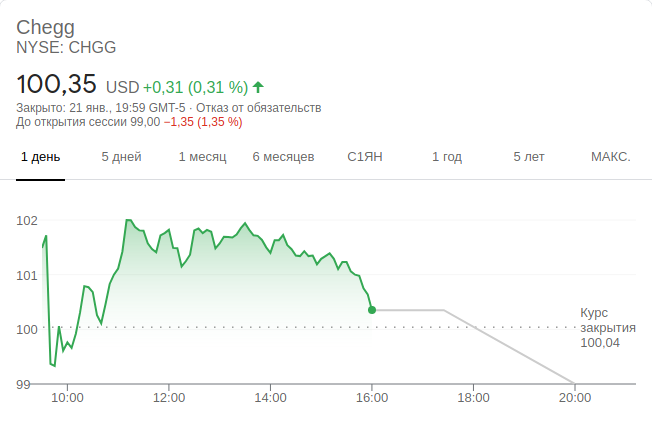 Chegg
NYSE: CHGG
100,35 USD +0,31 (0,31 %)
Закрыто: 21 янв., 19:59 GMT-5 · Отказ от обязательств
До открытия сессии 99,00 −1,35 (1,35 %)
1 день 5 дней 1 месяц 6 месяцев С1ЯН 1 год 5 лет МАКС.
102
101
100
99
Курс
закрытия
100,04
10:00 12:00 14:00 16:00 18:00 20:00